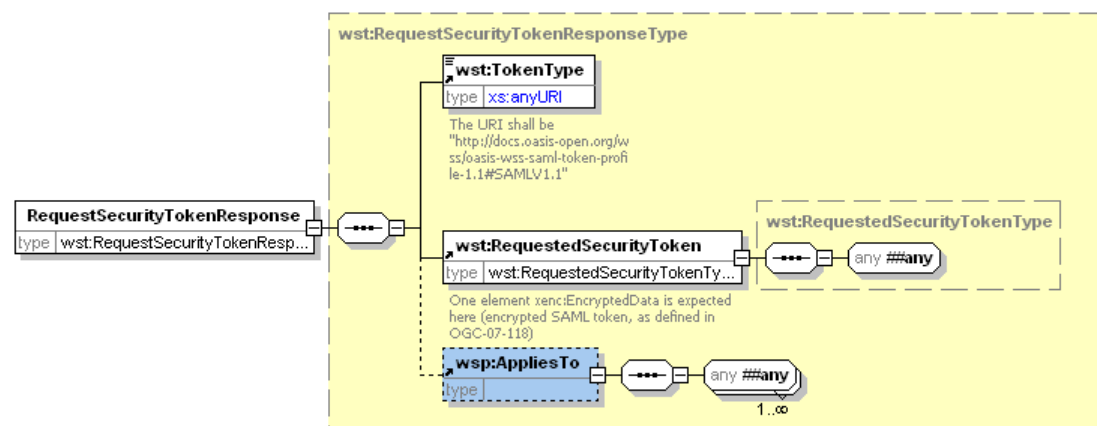 wst:RequestSecurityTokenResponseType
wst:TokenType
type xs:anyURI
The URI shall be
"http://docs.oasis-open.org/w
ss/oasis-wss-saml-token-profi
le-1.1#SAMLV1.1"
RequestSecurityTokenResponse
type wst:RequestSecurityTokenResp...
wst:RequestedSecurityTokenType
wst:RequestedSecurityToken
type wst:RequestedSecurityTokenTy...
any ##any
One element xenc:EncryptedData is expected
here (encrypted SAML token, as defined in
OGC-07-118)
wsp:AppliesTo
type
any ##any
1..∞